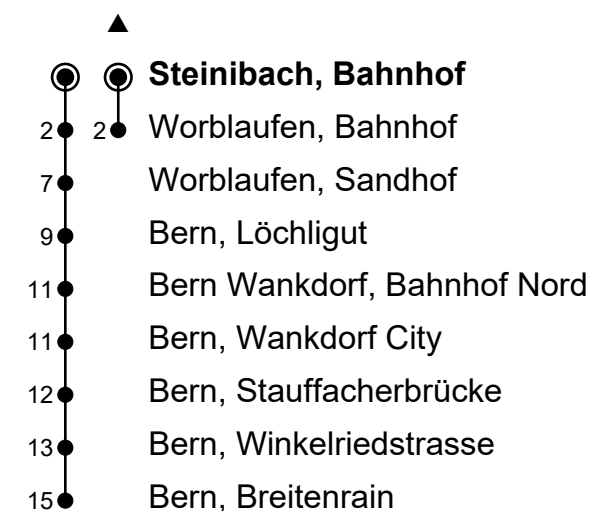 ▲
Steinibach, Bahnhof
2 2 Worblaufen, Bahnhof
7 Worblaufen, Sandhof
9 Bern, Löchligut
11 Bern Wankdorf, Bahnhof Nord
11 Bern, Wankdorf City
12 Bern, Stauffacherbrücke
13 Bern, Winkelriedstrasse
15 Bern, Breitenrain